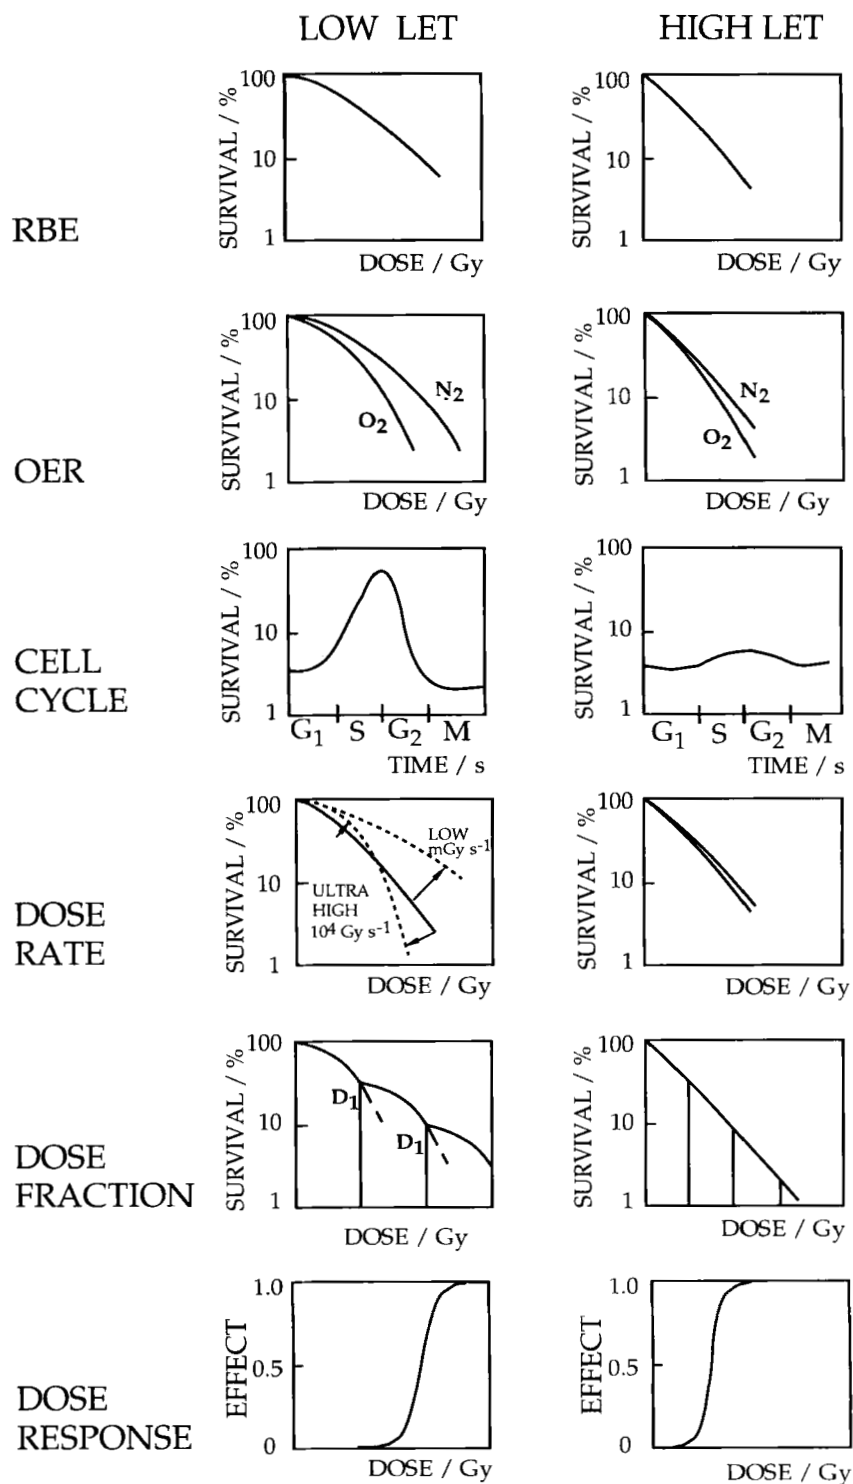 LOW LET
HIGH LET
RBE
SURVIVAL / %
100
10
1
DOSE / Gy
SURVIVAL / %
100
10
1
DOSE / Gy
OER
SURVIVAL / %
100
10
1
N2
O2
DOSE / Gy
SURVIVAL / %
100
10
1
N2
O2
DOSE / Gy
CELL
CYCLE
SURVIVAL / %
100
10
1
G1 S G2 M
TIME / s
SURVIVAL / %
100
10
1
G1 S G2 M
TIME / s
DOSE
RATE
SURVIVAL / %
100
10
1
LOW
mGy s-1
ULTRA
HIGH
10⁴ Gy s-1
DOSE / Gy
SURVIVAL / %
100
10
1
DOSE / Gy
DOSE
FRACTION
SURVIVAL / %
100
10
1
D1
D1
DOSE / Gy
SURVIVAL / %
100
10
1
DOSE / Gy
DOSE
RESPONSE
EFFECT
1.0
0.5
0
DOSE / Gy
EFFECT
1.0
0.5
0
DOSE / Gy